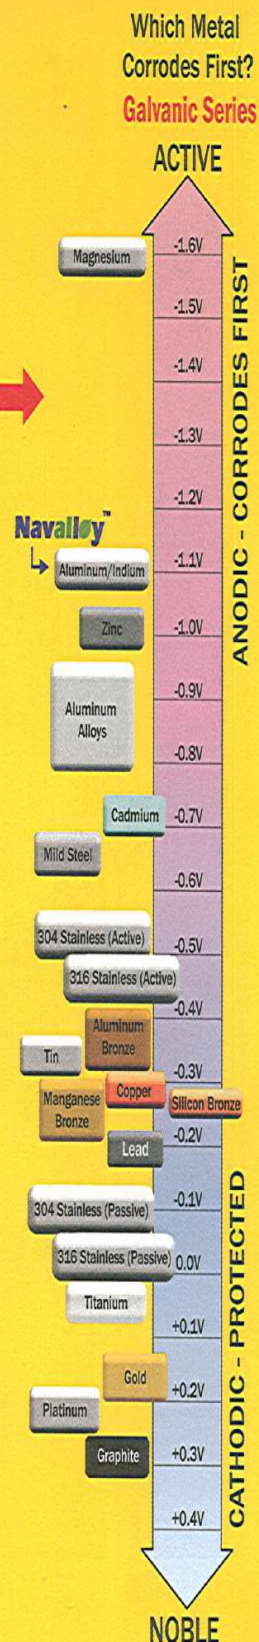 Which Metal
Corrodes First?
Galvanic Series
ACTIVE
-1.6V
Magnesium
-1.5V
-1.4V
-1.3V
-1.2V
Navalloy™
-1.1V
Aluminum/Indium
Zinc
-1.0V
-0.9V
Aluminum
Alloys
-0.8V
Cadmium
-0.7V
Mild Steel
-0.6V
304 Stainless (Active)
-0.5V
316 Stainless (Active)
-0.4V
Aluminum
Bronze
Tin
-0.3V
Copper
Manganese
Bronze
Silicon Bronze
Lead
-0.2V
304 Stainless (Passive)
-0.1V
316 Stainless (Passive)
0.0V
Titanium
+0.1V
Gold
+0.2V
Platinum
Graphite
+0.3V
+0.4V
NOBLE
ANODIC - CORRODES FIRST
CATHODIC - PROTECTED